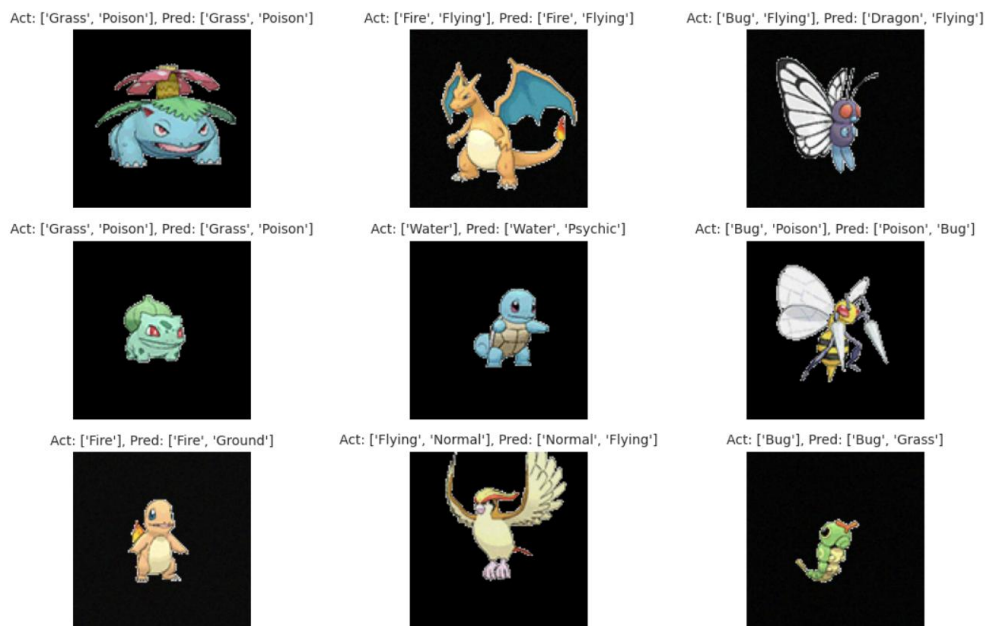 Act: ['Grass', 'Poison'], Pred: ['Grass', 'Poison']
Act: ['Fire', 'Flying'], Pred: ['Fire', 'Flying']
Act: ['Bug', 'Flying'], Pred: ['Dragon', 'Flying']
Act: ['Grass', 'Poison'], Pred: ['Grass', 'Poison']
Act: ['Water'], Pred: ['Water', 'Psychic']
Act: ['Bug', 'Poison'], Pred: ['Poison', 'Bug']
Act: ['Fire'], Pred: ['Fire', 'Ground']
Act: ['Flying', 'Normal'], Pred: ['Normal', 'Flying']
Act: ['Bug'], Pred: ['Bug', 'Grass']